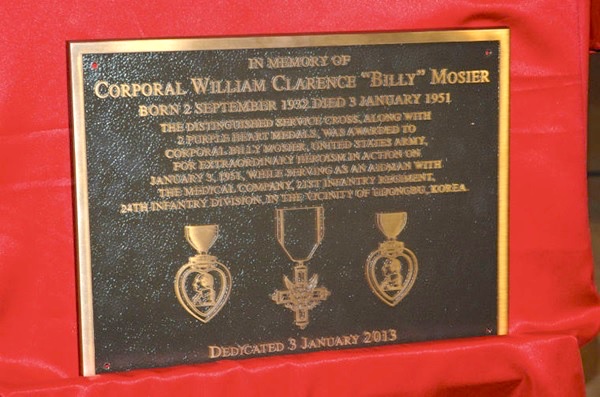 IN MEMORY OF
CORPORAL WILLIAM CLARENCE "BILLY" MOSIER
BORN 2 SEPTEMBER 1932 DIED 3 JANUARY 1951
THE DISTINGUISHED SERVICE CROSS, ALONG WITH
2 PURPLE HEART MEDALS, WAS AWARDED TO
CORPORAL BILLY MOSIER, UNITED STATES ARMY,
FOR EXTRAORDINARY HEROISM IN ACTION ON
JANUARY 3, 1951, WHILE SERVING AS AN AIDMAN WITH
THE MEDICAL COMPANY, 21ST INFANTRY REGIMENT,
24TH INFANTRY DIVISION, IN THE VICINITY OF UIJONGBU, KOREA.
DEDICATED 3 JANUARY 2013